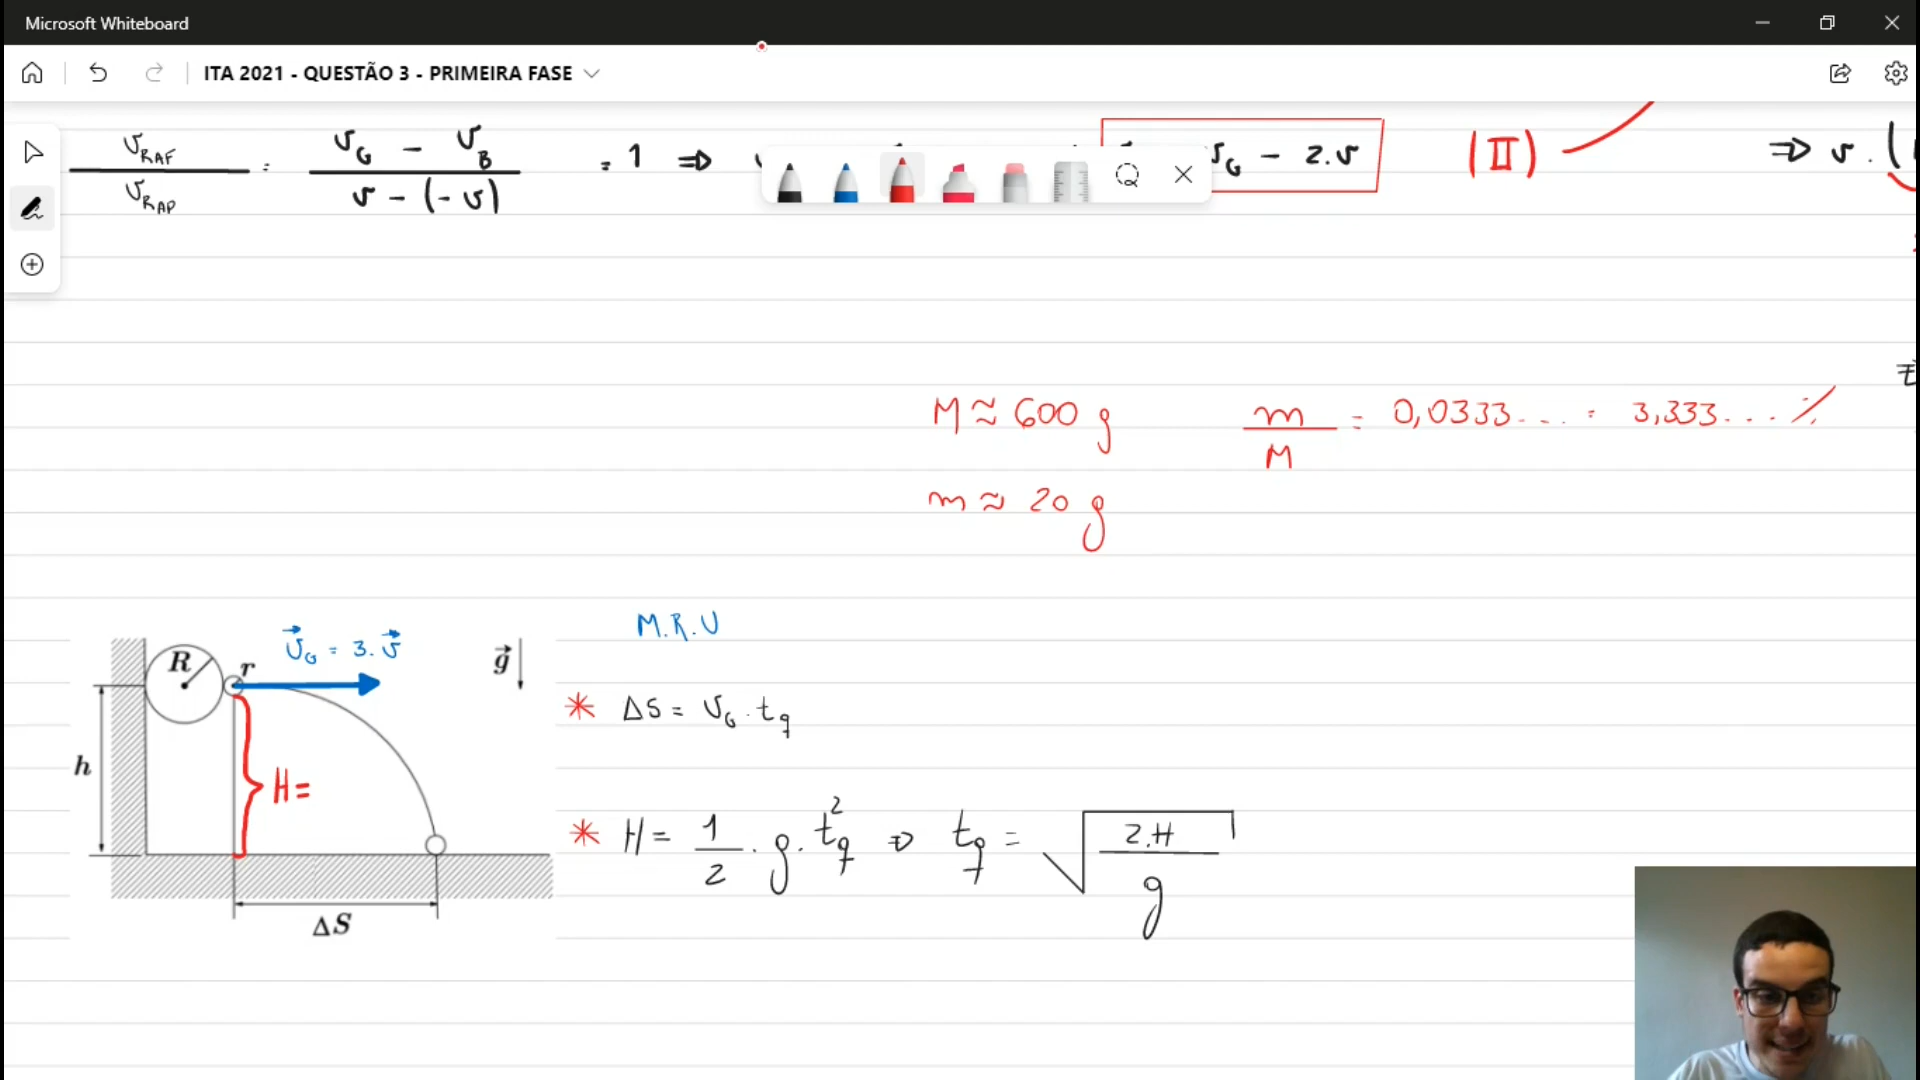 Microsoft Whiteboard
ITA 2021 - QUESTÃO 3 - PRIMEIRA FASE
v_RAF / v_RAP = (v_G - v_B) / (v - (-v)) = 1 ⇒
v_G - 2.v (II) ⇒ v . (
M ≈ 600 g m/M = 0,0333... = 3,333... %
m ≈ 20 g
M.R.U
v⃗_G = 3.v⃗
g⃗
R
r
* ΔS = v_G . t_q
h
H =
* H = 1/2 . g . t_q² ⇒ t_q = √(2.H / g)
ΔS